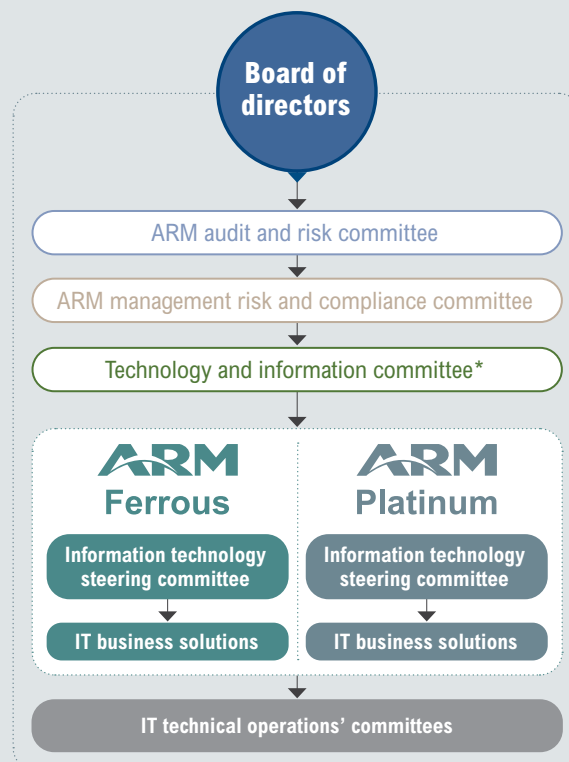 Board of
directors
ARM audit and risk committee
ARM management risk and compliance committee
Technology and information committee*
ARM
Ferrous
Information technology
steering committee
IT business solutions
ARM
Platinum
Information technology
steering committee
IT business solutions
IT technical operations’ committees